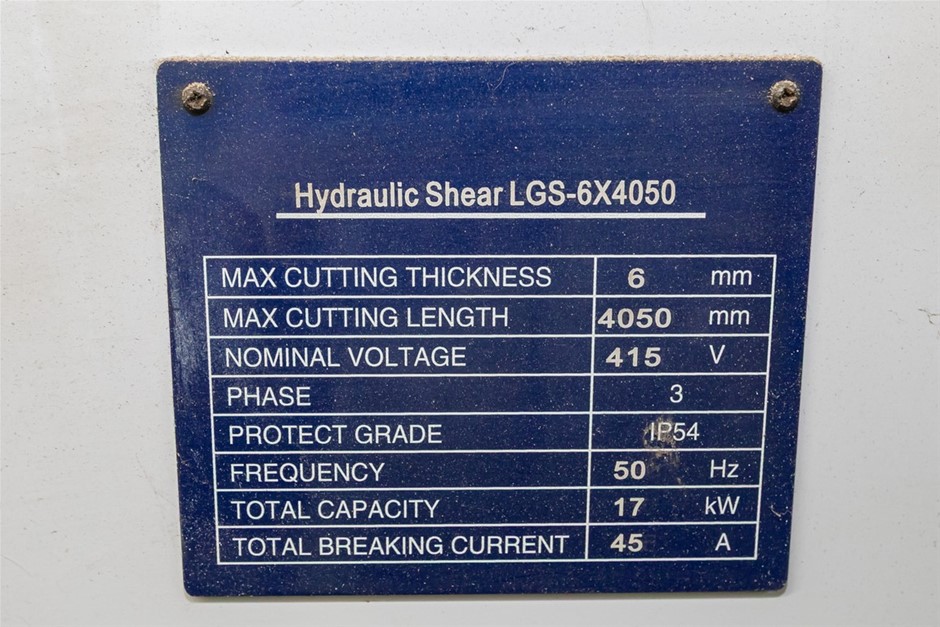 Hydraulic Shear LGS-6X4050
MAX CUTTING THICKNESS 6 mm
MAX CUTTING LENGTH 4050 mm
NOMINAL VOLTAGE 415 V
PHASE 3
PROTECT GRADE IP54
FREQUENCY 50 Hz
TOTAL CAPACITY 17 kW
TOTAL BREAKING CURRENT 45 A